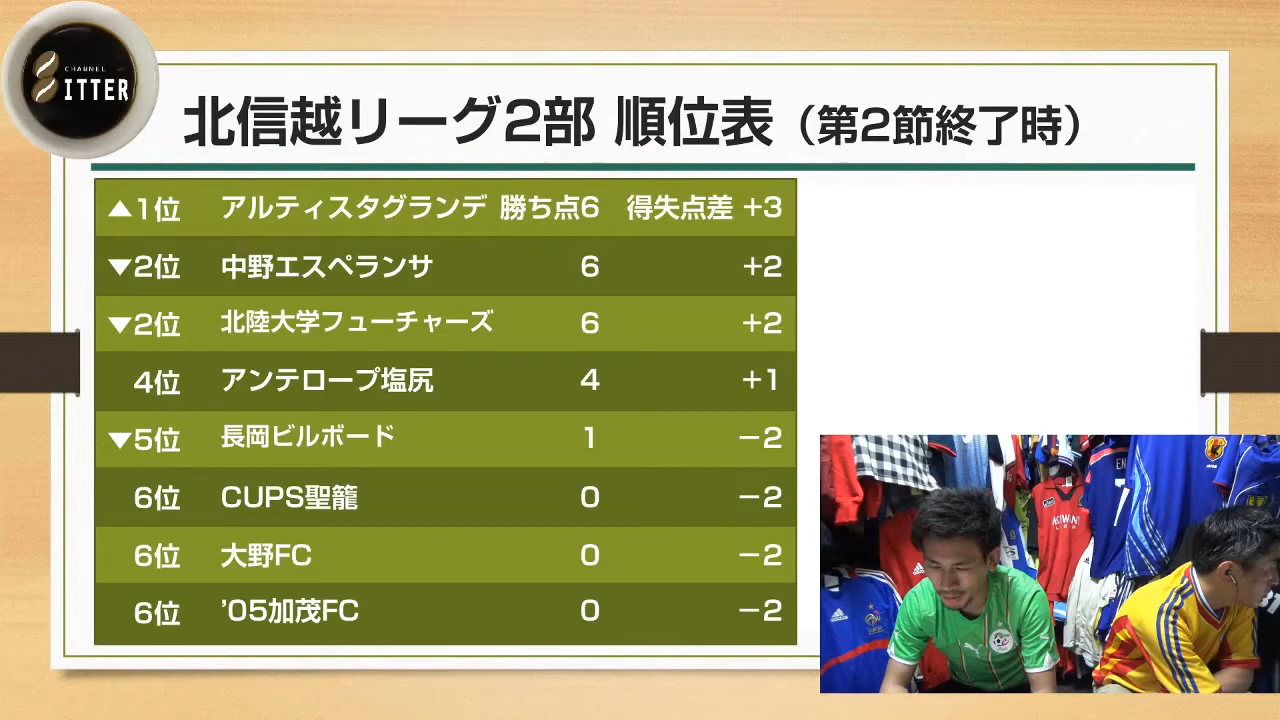 CHANNEL
BITTER
北信越リーグ2部 順位表（第2節終了時）
▲1位 アルティスタグランデ 勝ち点6 得失点差 +3
▼2位 中野エスペランサ 6 +2
▼2位 北陸大学フューチャーズ 6 +2
4位 アンテロープ塩尻 4 +1
▼5位 長岡ビルボード 1 −2
6位 CUPS聖籠 0 −2
6位 大野FC 0 −2
6位 '05加茂FC 0 −2